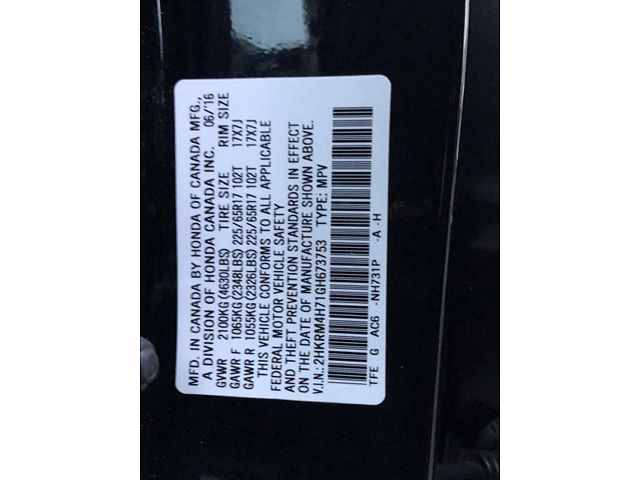 MFD. IN CANADA BY HONDA OF CANADA MFG.,
A DIVISION OF HONDA CANADA INC. 06/'16
GVWR 2100KG(4630LBS) TIRE SIZE RIM SIZE
GAWR F 1065KG(2348LBS) 225/65R17 102T 17X7J
GAWR R 1055KG(2326LBS) 225/65R17 102T 17X7J
THIS VEHICLE CONFORMS TO ALL APPLICABLE
FEDERAL MOTOR VEHICLE SAFETY
AND THEFT PREVENTION STANDARDS IN EFFECT
ON THE DATE OF MANUFACTURE SHOWN ABOVE.
V.I.N.:2HKRM4H71GH673753 TYPE: MPV
TFE G AC6 -NH731P -A -H